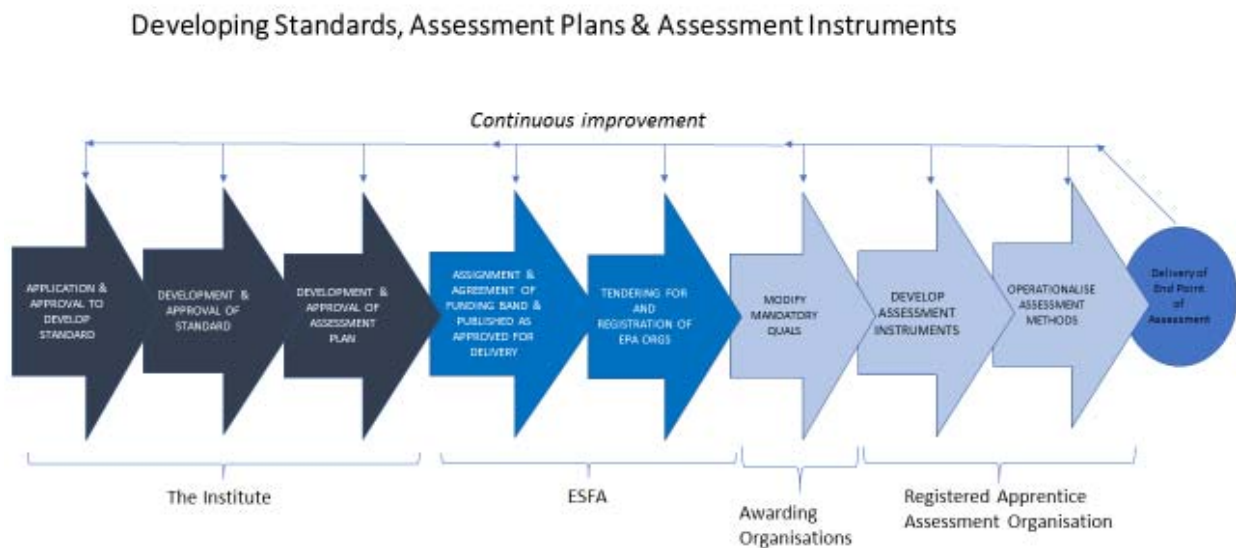 Developing Standards, Assessment Plans & Assessment Instruments
Continuous improvement
APPLICATION &
APPROVAL TO
DEVELOP
STANDARD
DEVELOPMENT &
APPROVAL OF
STANDARD
DEVELOPMENT &
APPROVAL OF
ASSESSMENT
PLAN
ASSIGNMENT &
AGREEMENT OF
FUNDING BAND &
PUBLISHED AS
APPROVED FOR
DELIVERY
TENDERING FOR
AND
REGISTRATION OF
EPA ORGS
MODIFY
MANDATORY
QUALS
DEVELOP
ASSESSMENT
INSTRUMENTS
OPERATIONALISE
ASSESSMENT
METHODS
Delivery of
End Point
of
Assessment
The Institute
ESFA
Awarding
Organisations
Registered Apprentice
Assessment Organisation